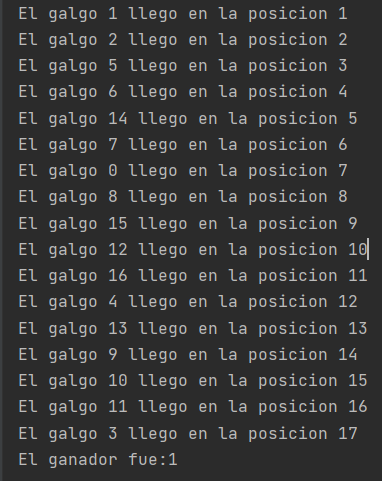 El galgo 1 llego en la posicion 1
El galgo 2 llego en la posicion 2
El galgo 5 llego en la posicion 3
El galgo 6 llego en la posicion 4
El galgo 14 llego en la posicion 5
El galgo 7 llego en la posicion 6
El galgo 0 llego en la posicion 7
El galgo 8 llego en la posicion 8
El galgo 15 llego en la posicion 9
El galgo 12 llego en la posicion 10
El galgo 16 llego en la posicion 11
El galgo 4 llego en la posicion 12
El galgo 13 llego en la posicion 13
El galgo 9 llego en la posicion 14
El galgo 10 llego en la posicion 15
El galgo 11 llego en la posicion 16
El galgo 3 llego en la posicion 17
El ganador fue:1